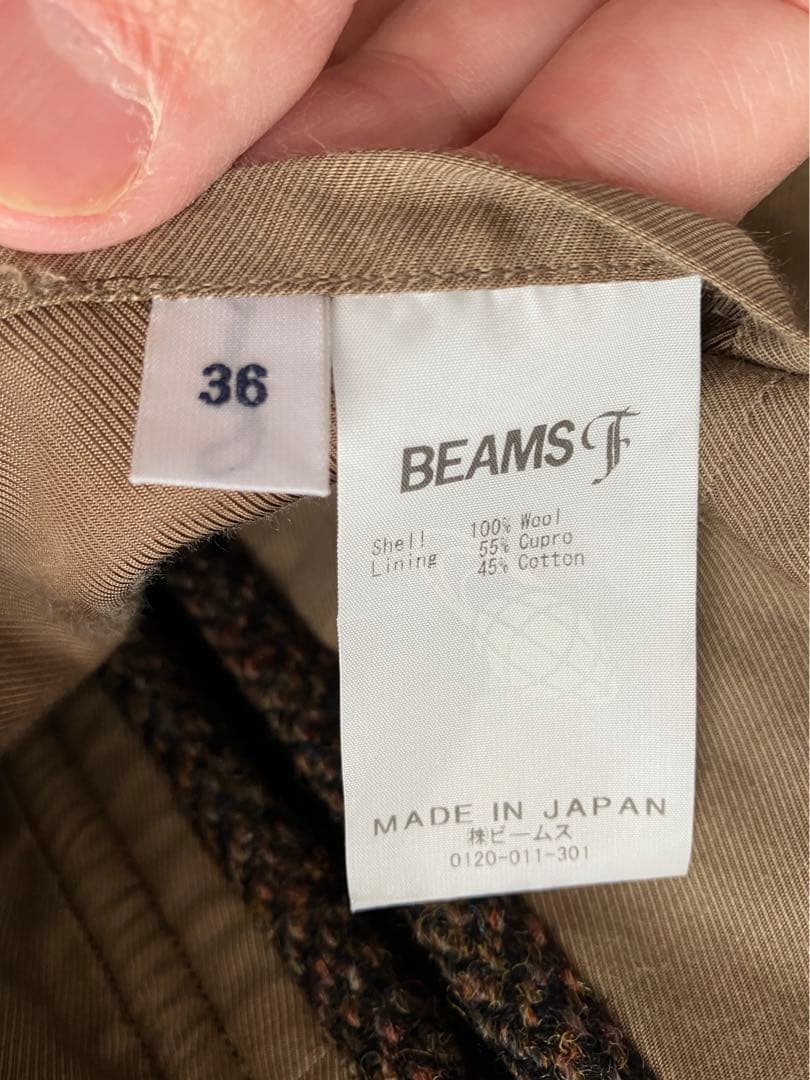 36
BEAMS F
Shell 100% Wool
Lining 55% Cupro
45% Cotton
MADE IN JAPAN
㈱ビームス
0120-011-301